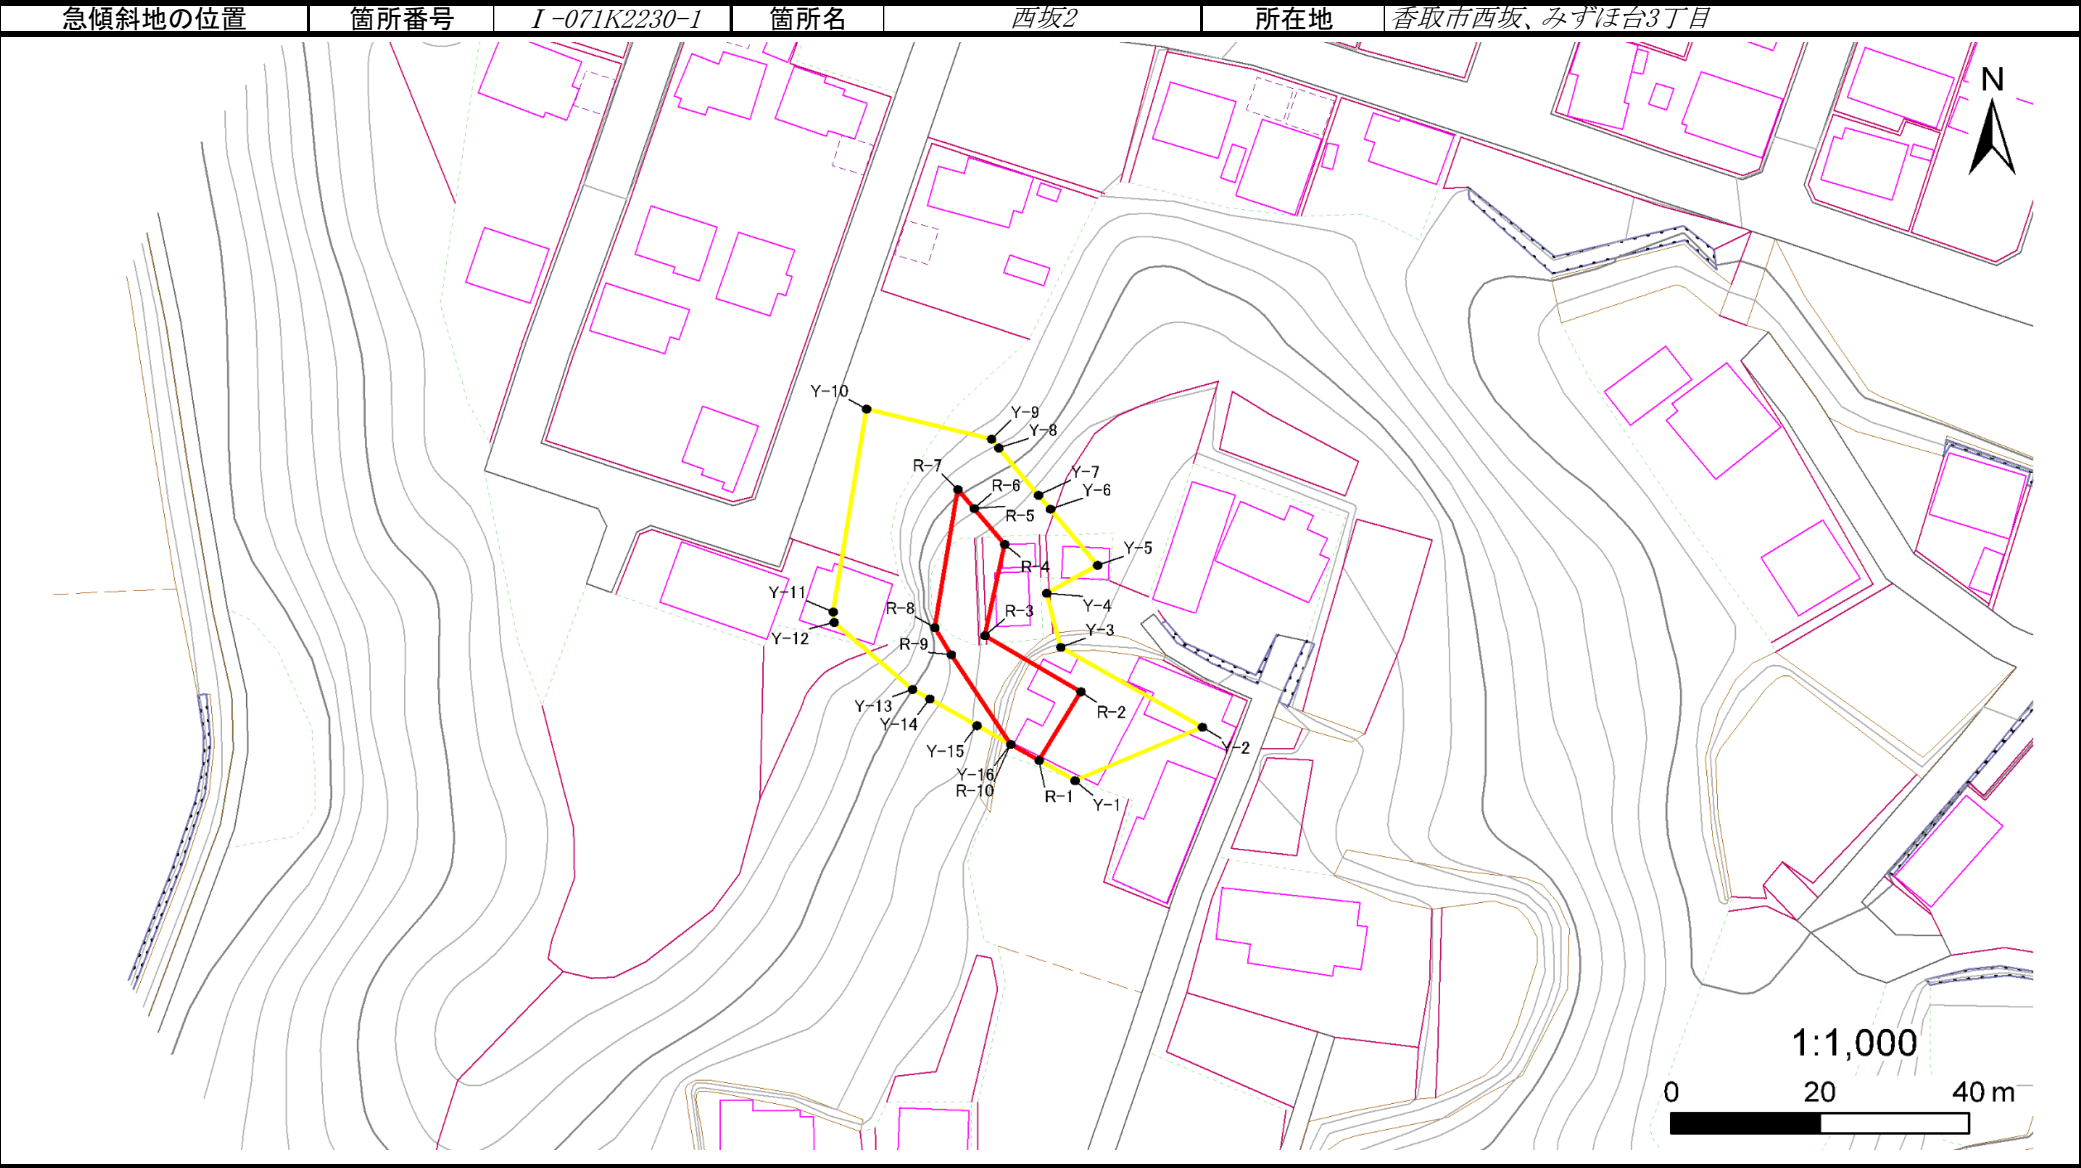 急傾斜地の位置 箇所番号 Ⅰ-071K2230-1 箇所名 西坂2 所在地 香取市西坂、みずほ台3丁目
N
Y-10
Y-9
Y-8
R-7
Y-7
R-6
Y-6
R-5
Y-5
R-4
Y-11
R-8
R-3
Y-4
Y-12
R-9
Y-3
Y-13
R-2
Y-14
Y-15
Y-2
Y-16
R-10
R-1
Y-1
1:1,000
0 20 40 m